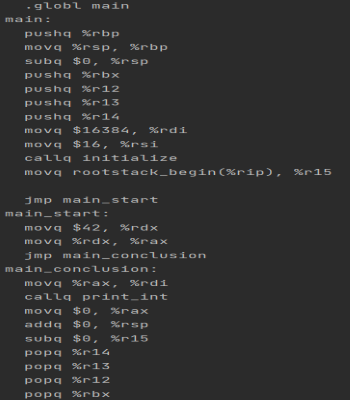 .globl main
main:
pushq %rbp
movq %rsp, %rbp
subq $0, %rsp
pushq %rbx
pushq %r12
pushq %r13
pushq %r14
movq $16384, %rdi
movq $16, %rsi
callq initialize
movq rootstack_begin(%rip), %r15
jmp main_start
main_start:
movq $42, %rdx
movq %rdx, %rax
jmp main_conclusion
main_conclusion:
movq %rax, %rdi
callq print_int
movq $0, %rax
addq $0, %rsp
subq $0, %r15
popq %r14
popq %r13
popq %r12
popq %rbx